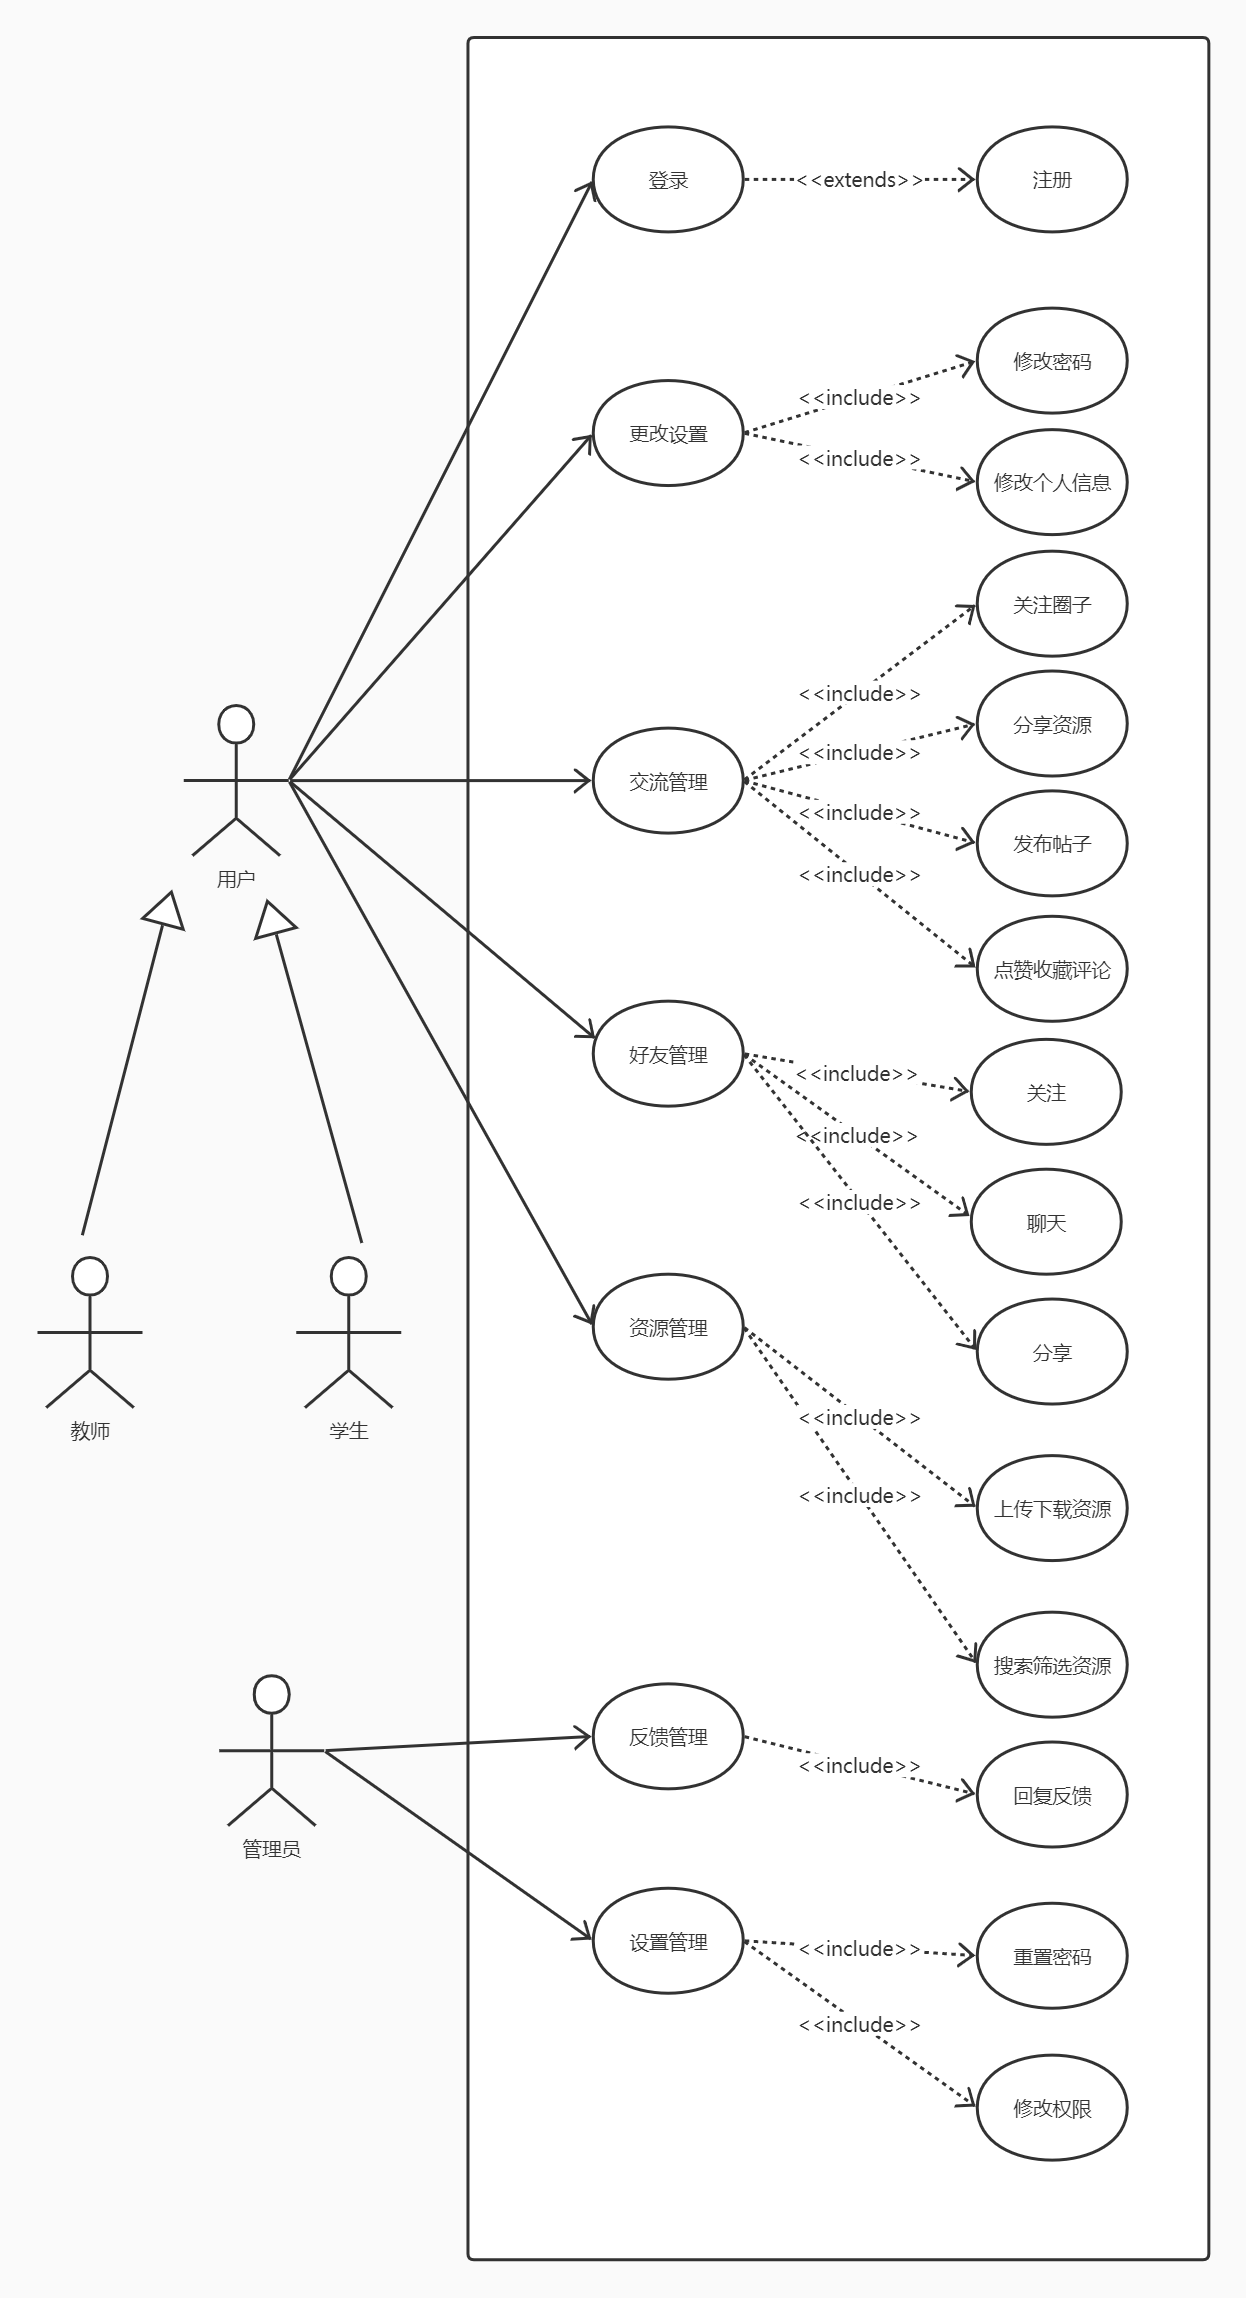 登录
<<extends>>
注册
修改密码
<<include>>
更改设置
<<include>>
修改个人信息
关注圈子
<<include>>
分享资源
<<include>>
交流管理
<<include>>
发布帖子
<<include>>
用户
点赞收藏评论
好友管理
<<include>>
关注
<<include>>
<<include>>
聊天
资源管理
分享
<<include>>
教师
学生
<<include>>
上传下载资源
搜索筛选资源
反馈管理
<<include>>
回复反馈
管理员
设置管理
<<include>>
重置密码
<<include>>
修改权限